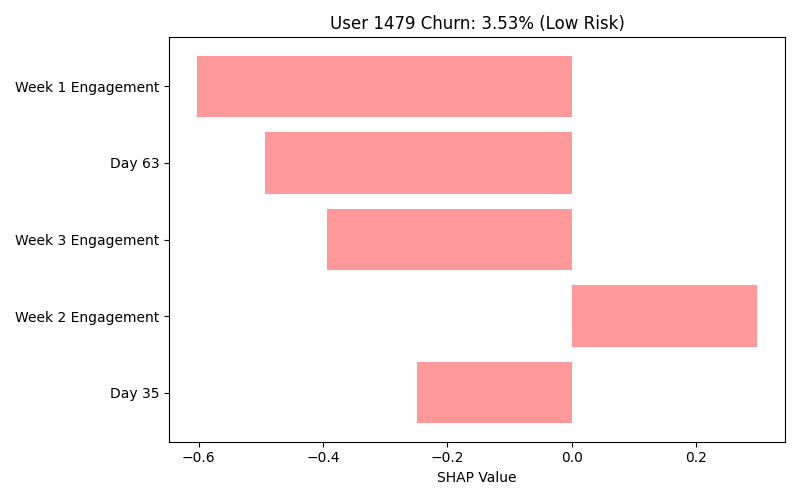 User 1479 Churn: 3.53% (Low Risk)
Week 1 Engagement
Day 63
Week 3 Engagement
Week 2 Engagement
Day 35
−0.6 −0.4 −0.2 0.0 0.2
SHAP Value